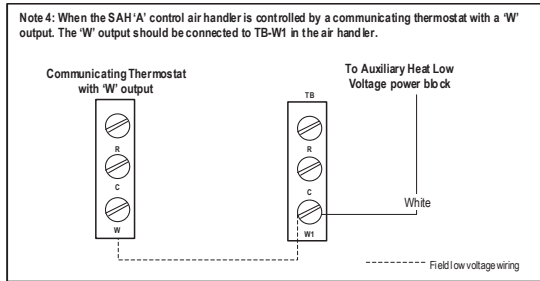 Note 4: When the SAH ‘A’ control air handler is controlled by a communicating thermostat with a ‘W’
output. The ‘W’ output should be connected to TB-W1 in the air handler.
Communicating Thermostat
with ‘W’ output
To Auxiliary Heat Low
Voltage power block
TB
R
C
W
R
C
W1
White
Field low voltage wiring